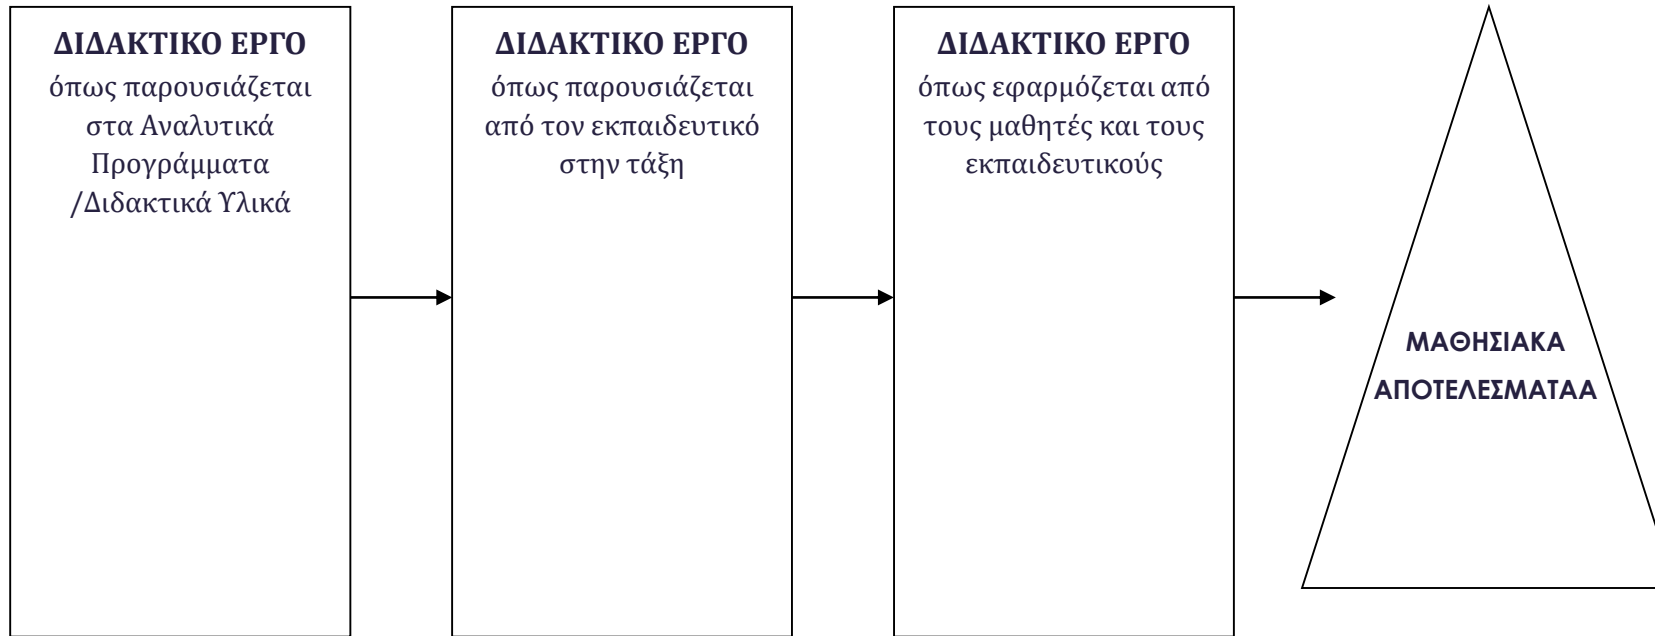 ΔΙΔΑΚΤΙΚΟ ΕΡΓΟ
όπως παρουσιάζεται
στα Αναλυτικά
Προγράμματα
/Διδακτικά Υλικά
ΔΙΔΑΚΤΙΚΟ ΕΡΓΟ
όπως παρουσιάζεται
από τον εκπαιδευτικό
στην τάξη
ΔΙΔΑΚΤΙΚΟ ΕΡΓΟ
όπως εφαρμόζεται από
τους μαθητές και τους
εκπαιδευτικούς
ΜΑΘΗΣΙΑΚΑ
ΑΠΟΤΕΛΕΣΜΑΤΑΑ